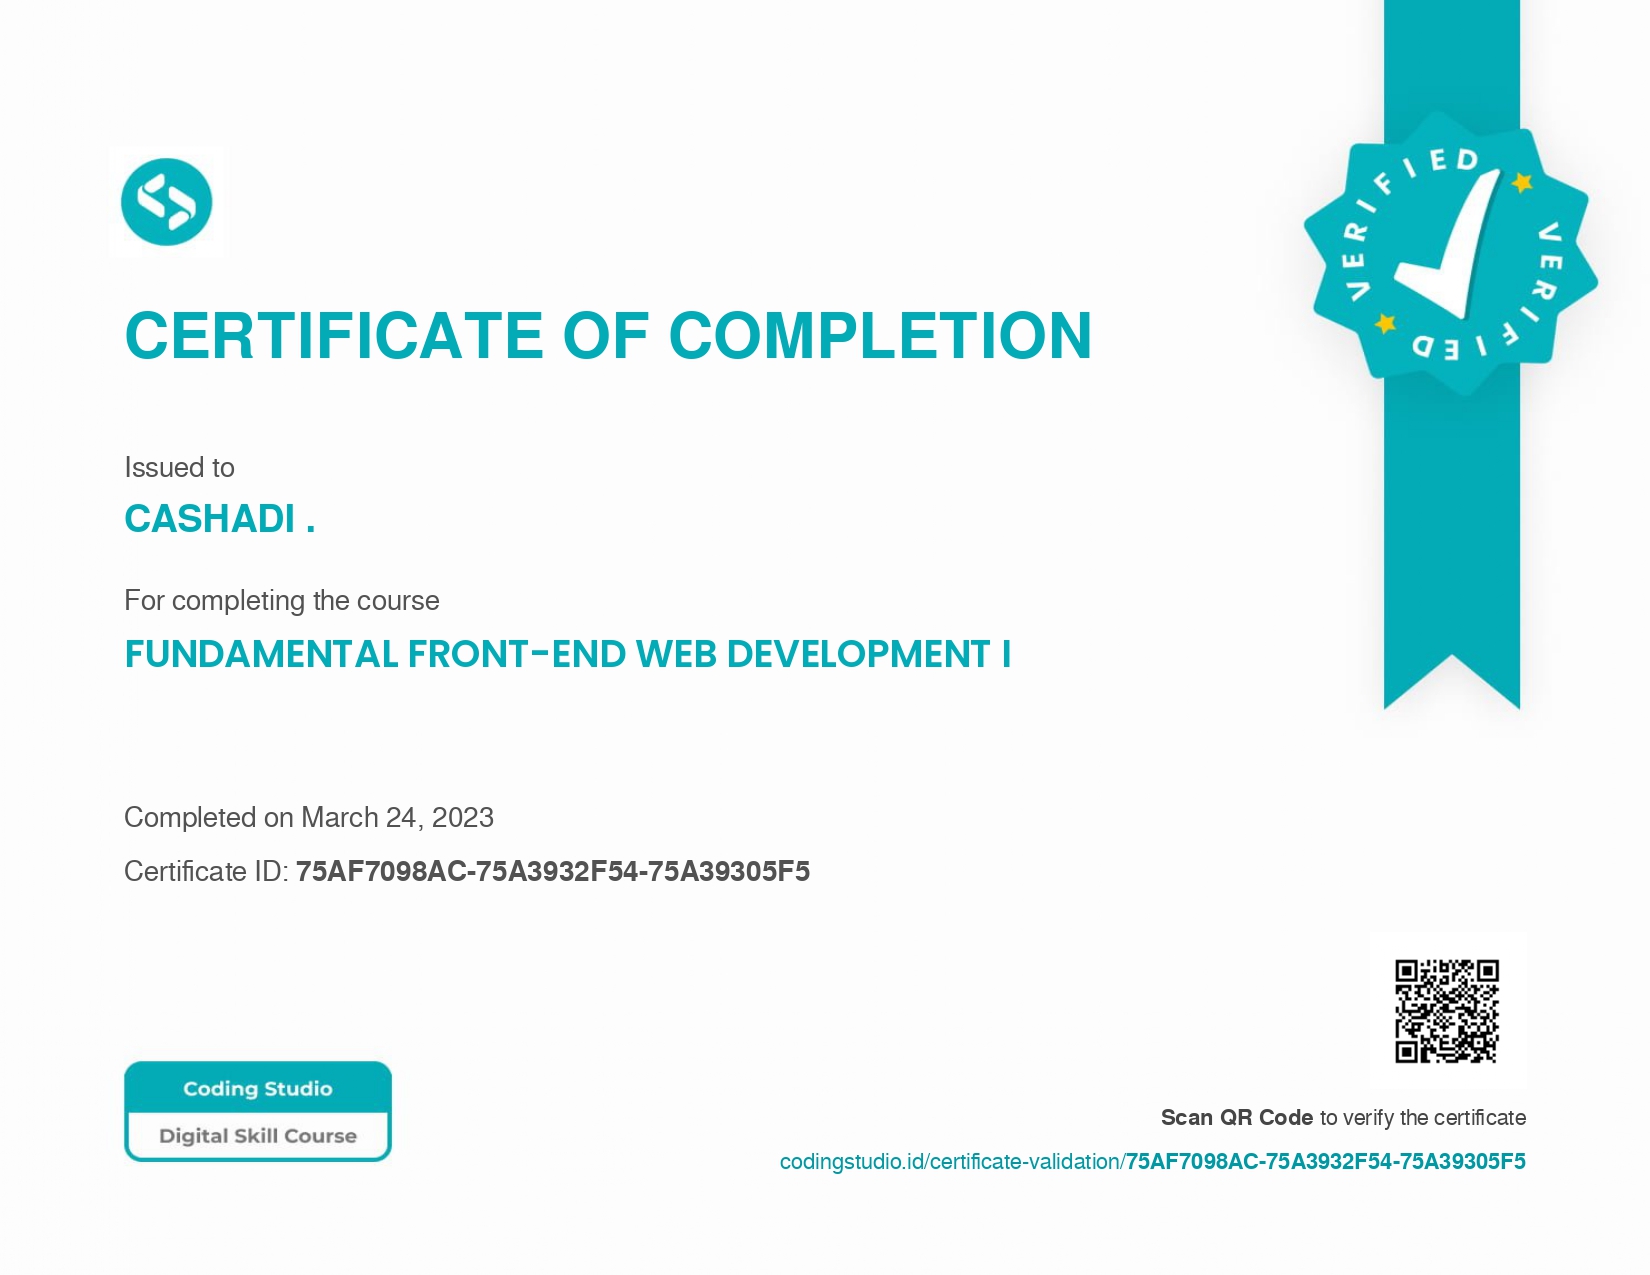 VERIFIED
VERIFIED
CERTIFICATE OF COMPLETION
Issued to
CASHADI .
For completing the course
FUNDAMENTAL FRONT-END WEB DEVELOPMENT I
Completed on March 24, 2023
Certificate ID: 75AF7098AC-75A3932F54-75A39305F5
Coding Studio
Digital Skill Course
Scan QR Code to verify the certificate
codingstudio.id/certificate-validation/75AF7098AC-75A3932F54-75A39305F5